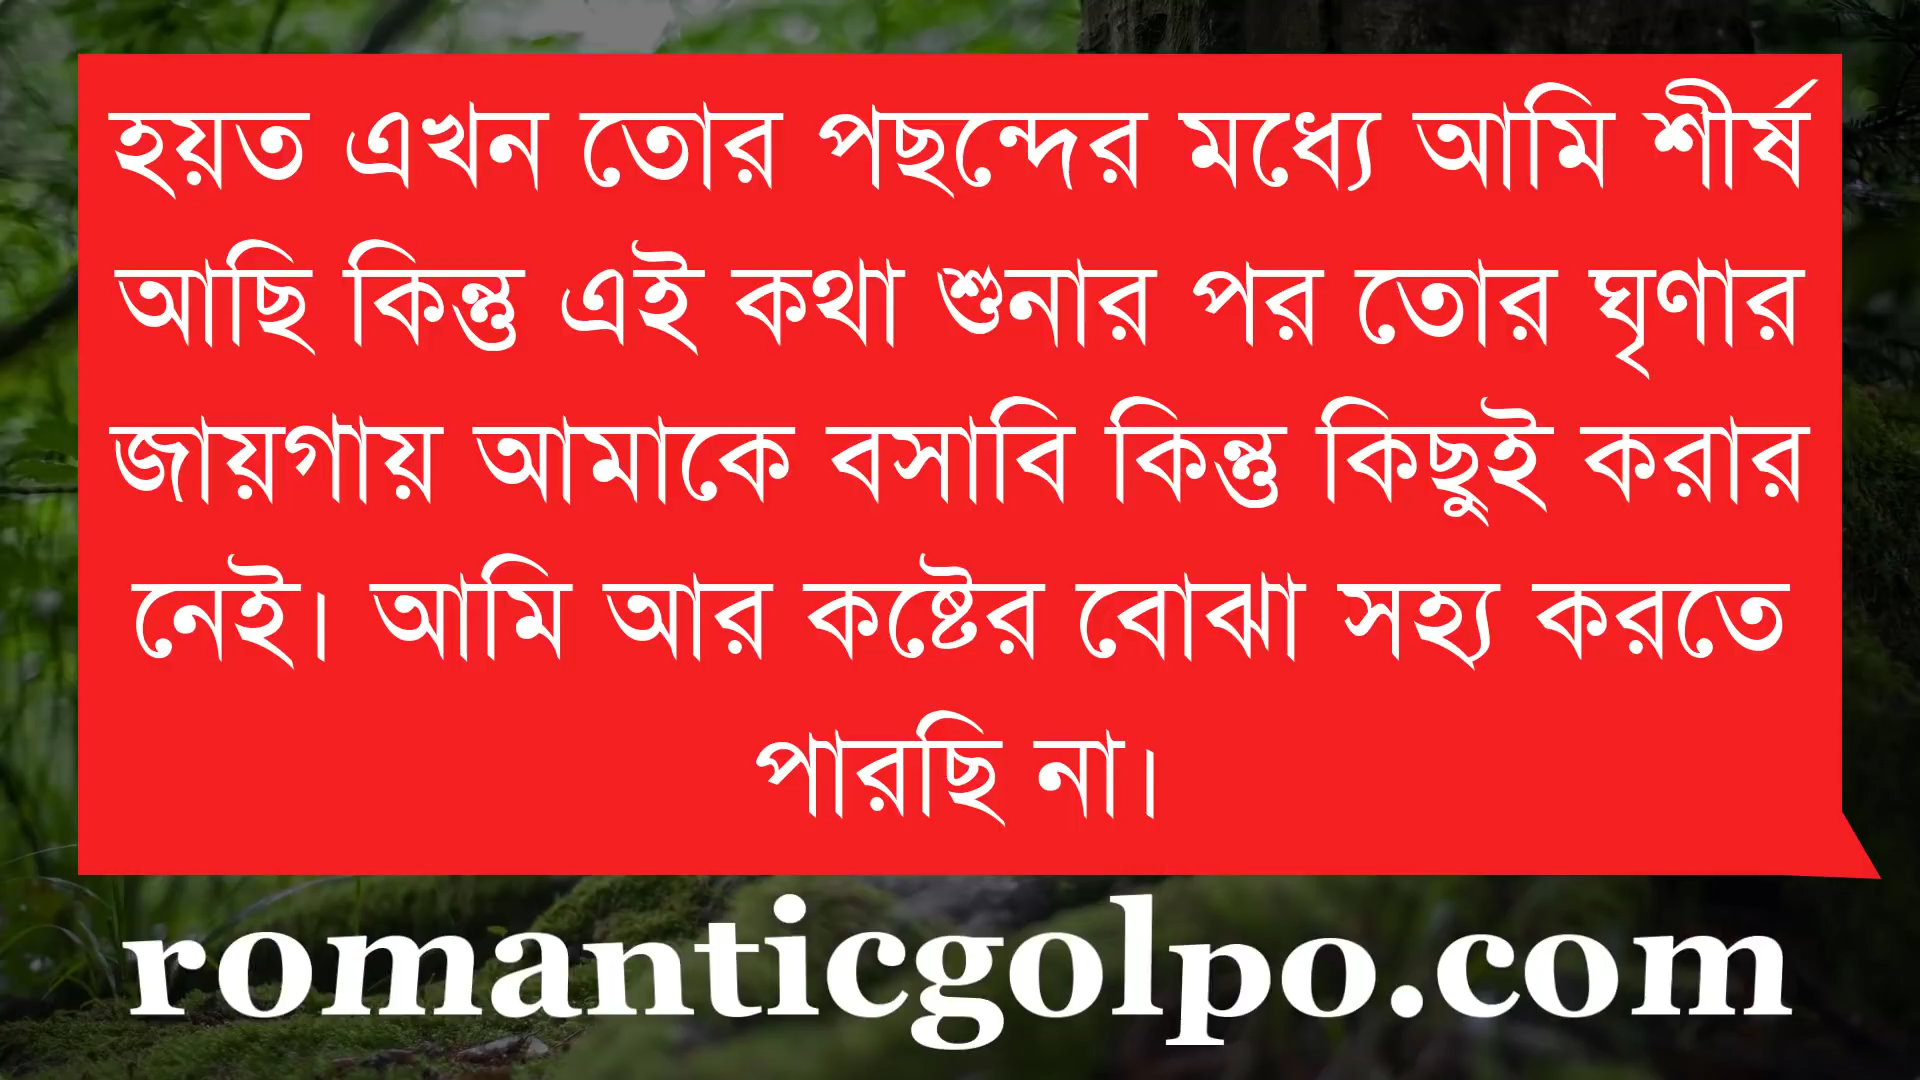 হয়ত এখন তোর পছন্দের মধ্যে আমি শীর্ষ
আছি কিন্তু এই কথা শুনার পর তোর ঘৃণার
জায়গায় আমাকে বসাবি কিন্তু কিছুই করার
নেই। আমি আর কষ্টের বোঝা সহ্য করতে
পারছি না।
romanticgolpo.com